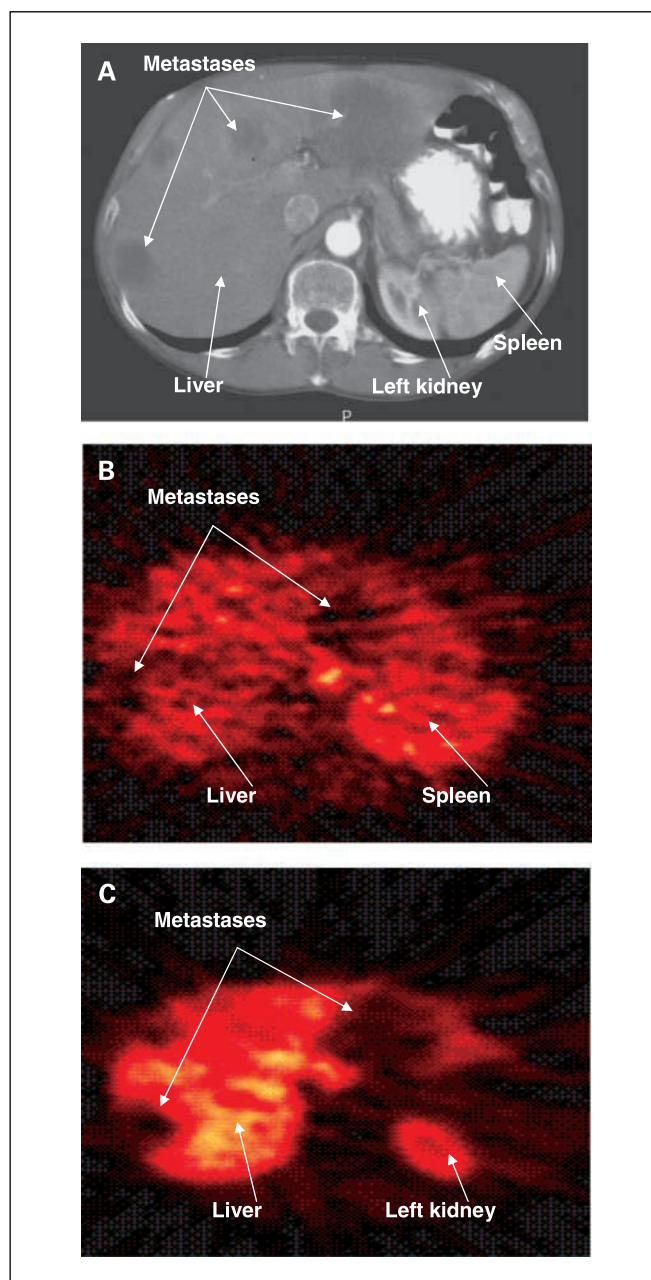 A
Metastases
Spleen
Liver
Left kidney
P
B
Metastases
Liver
Spleen
C
Metastases
Liver
Left kidney